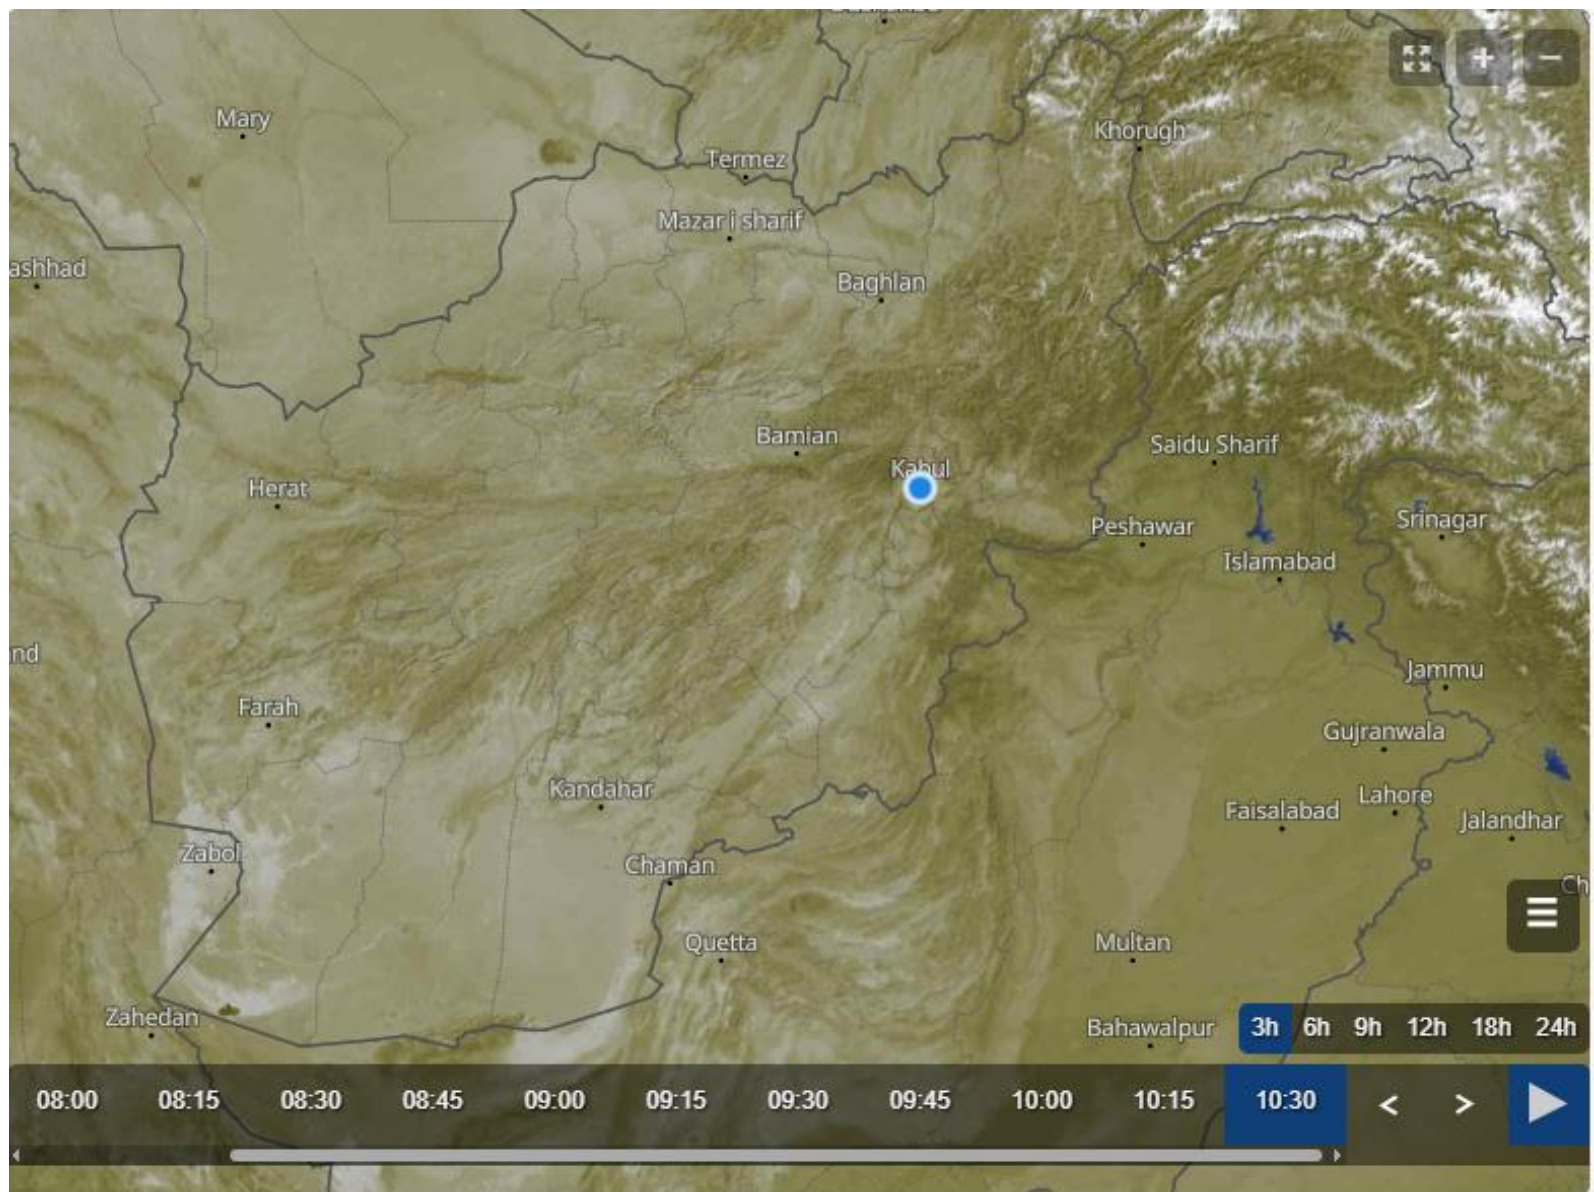 Mary
Khorugh
Termez
Mazar i sharif
ashhad
Baghlan
Bamian
Saidu Sharif
Kabul
Herat
Srinagar
Peshawar
Islamabad
nd
Jammu
Farah
Gujranwala
Kandahar
Lahore
Faisalabad
Jalandhar
Zabol
Chaman
Ch
Quetta
Multan
Zahedan
Bahawalpur
3h 6h 9h 12h 18h 24h
08:00 08:15 08:30 08:45 09:00 09:15 09:30 09:45 10:00 10:15 10:30 < >